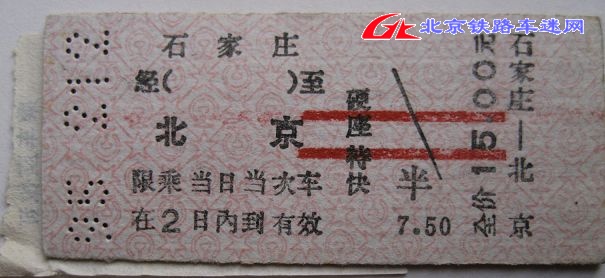 北京铁路车迷网
石家庄
经( )至
北京
限乘当日当次车
在2日内到有效
硬座特快
半
7.50
全价15.00元
石家庄—北京